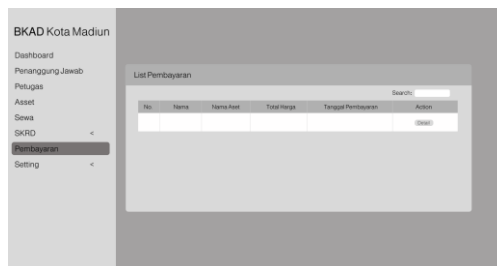 BKAD Kota Madiun
Dashboard
Penanggung Jawab
Petugas
Asset
Sewa
SKRD <
Pembayaran
Setting <
List Pembayaran
Search:
No Nama Nama Aset Total Harga Tanggal Pembayaran Action
Detail